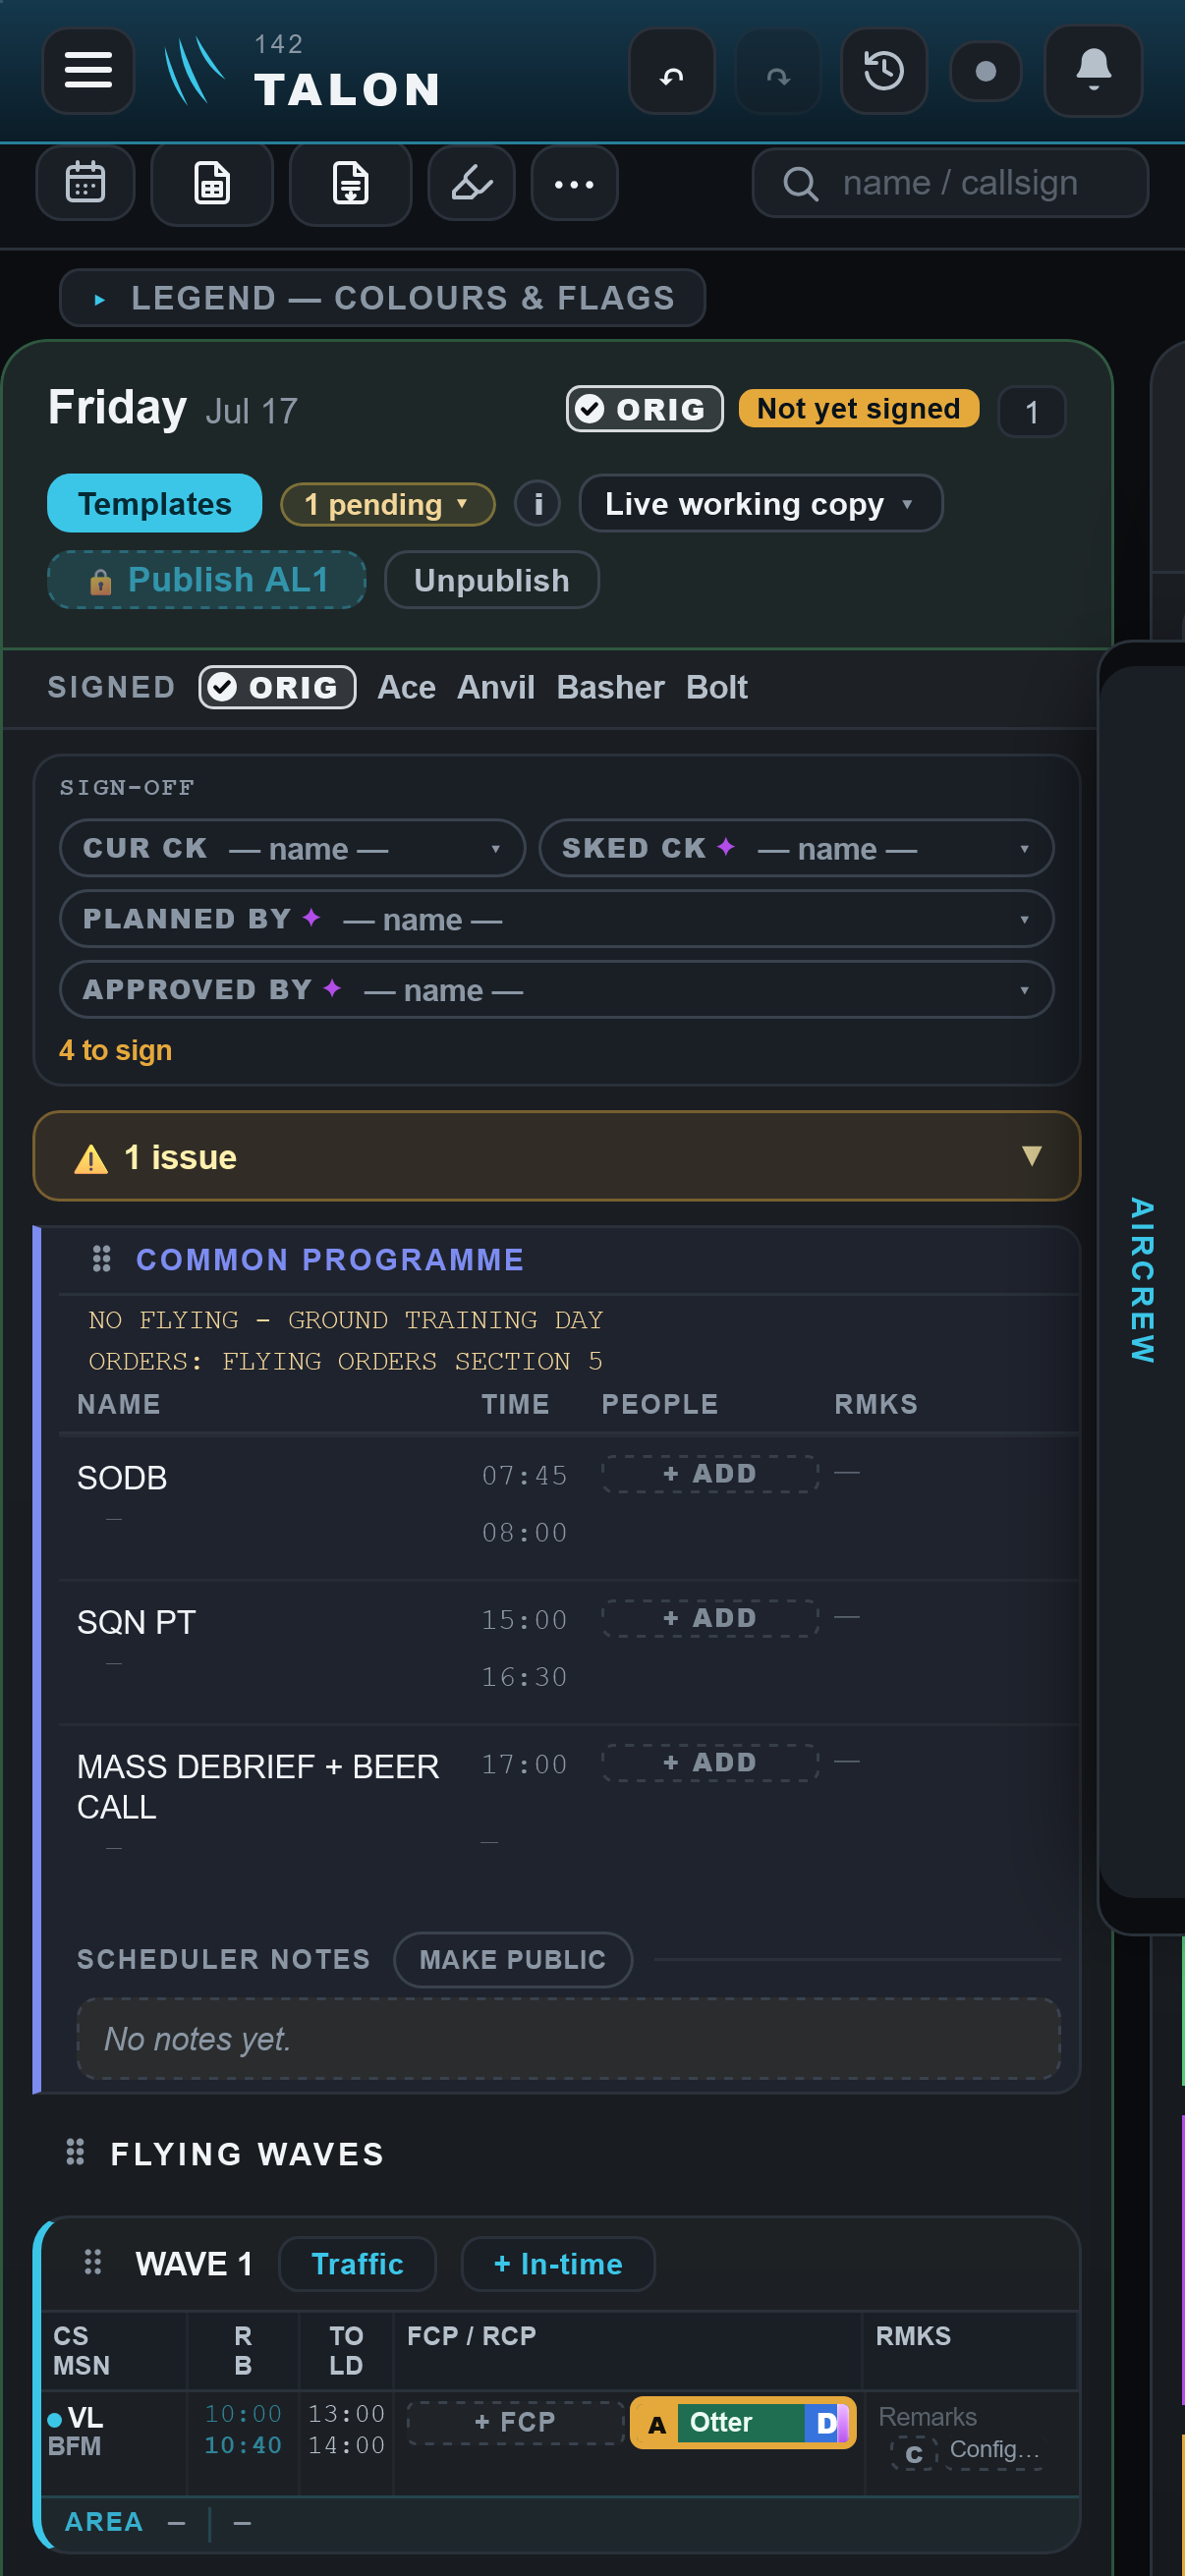 142
TALON
name / callsign
LEGEND — COLOURS & FLAGS
Friday Jul 17 ORIG Not yet signed 1
Templates 1 pending i Live working copy
Publish AL1 Unpublish
SIGNED ORIG Ace Anvil Basher Bolt
SIGN-OFF
CUR CK — name — SKED CK — name —
PLANNED BY — name —
APPROVED BY — name —
4 to sign
1 issue
AIRCREW
COMMON PROGRAMME
NO FLYING - GROUND TRAINING DAY
ORDERS: FLYING ORDERS SECTION 5
NAME TIME PEOPLE RMKS
SODB 07:45 + ADD —
— 08:00
SQN PT 15:00 + ADD —
— 16:30
MASS DEBRIEF + BEER 17:00 + ADD —
CALL
— —
SCHEDULER NOTES MAKE PUBLIC
No notes yet.
FLYING WAVES
WAVE 1 Traffic + In-time
CS R TO FCP / RCP RMKS
MSN B LD
VL 10:00 13:00 + FCP A Otter D Remarks
BFM 10:40 14:00 C Config...
AREA — —